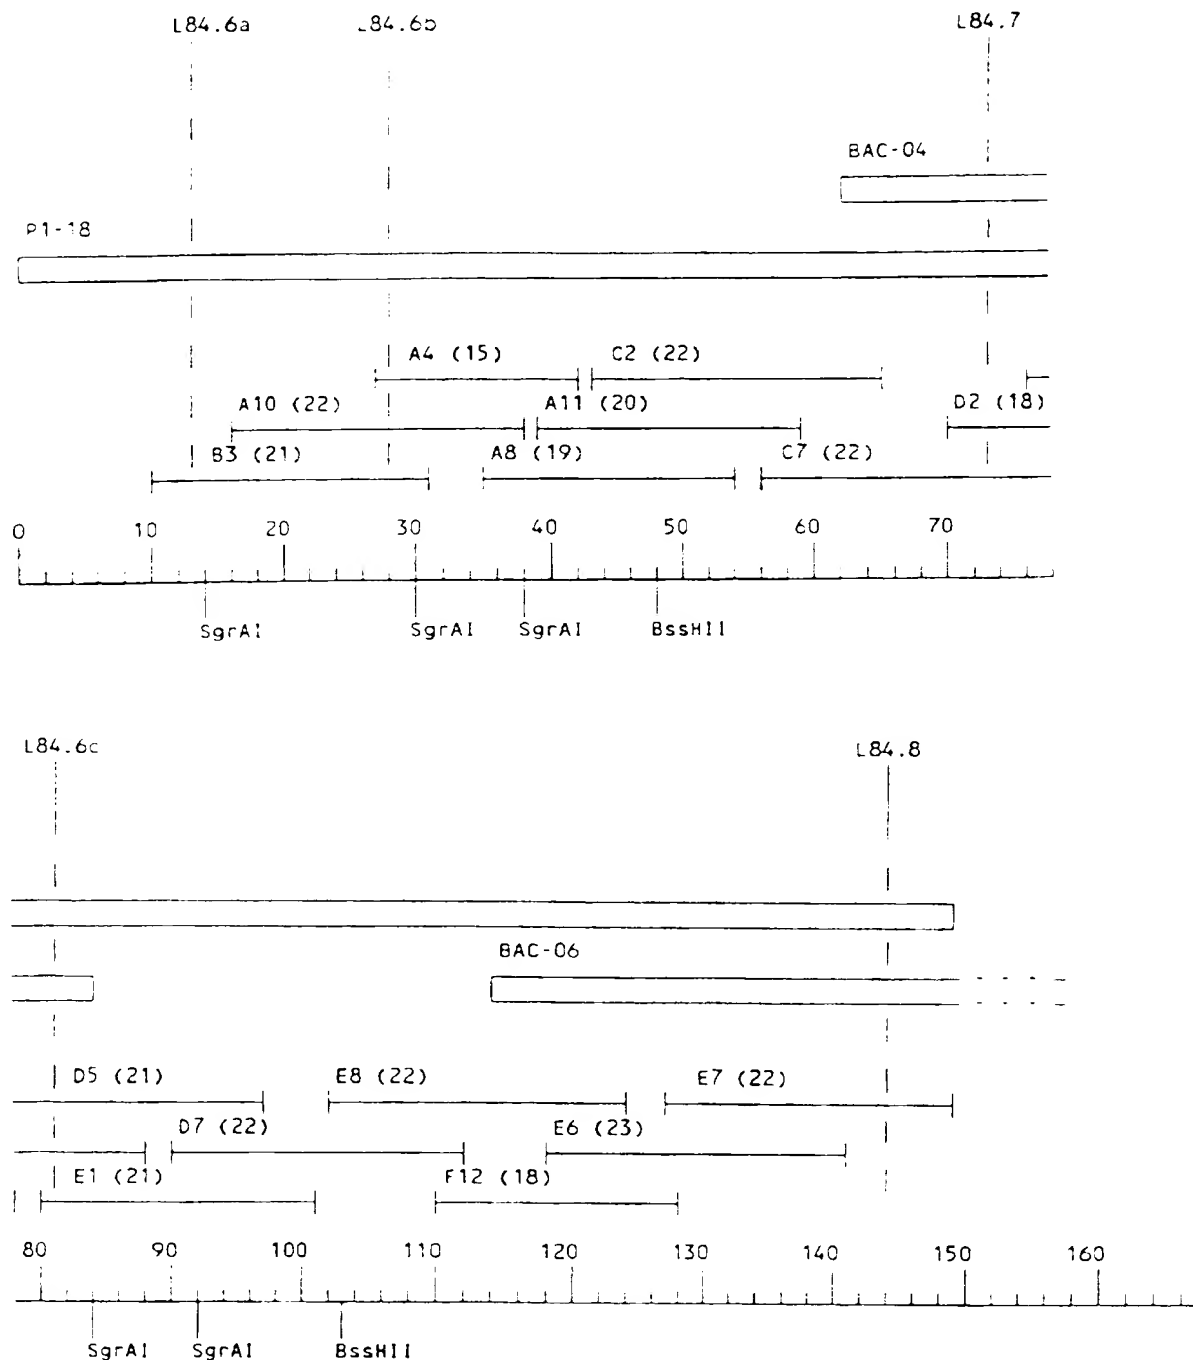 L84.6a L84.6b L84.7
BAC-04
P1-18
A4 (15) C2 (22)
A10 (22) A11 (20) D2 (18)
B3 (21) A8 (19) C7 (22)
0 10 20 30 40 50 60 70
SgrAI SgrAI SgrAI BssHII
L84.6c L84.8
BAC-06
D5 (21) E8 (22) E7 (22)
D7 (22) E6 (23)
E1 (21) F12 (18)
80 90 100 110 120 130 140 150 160
SgrAI SgrAI BssHII